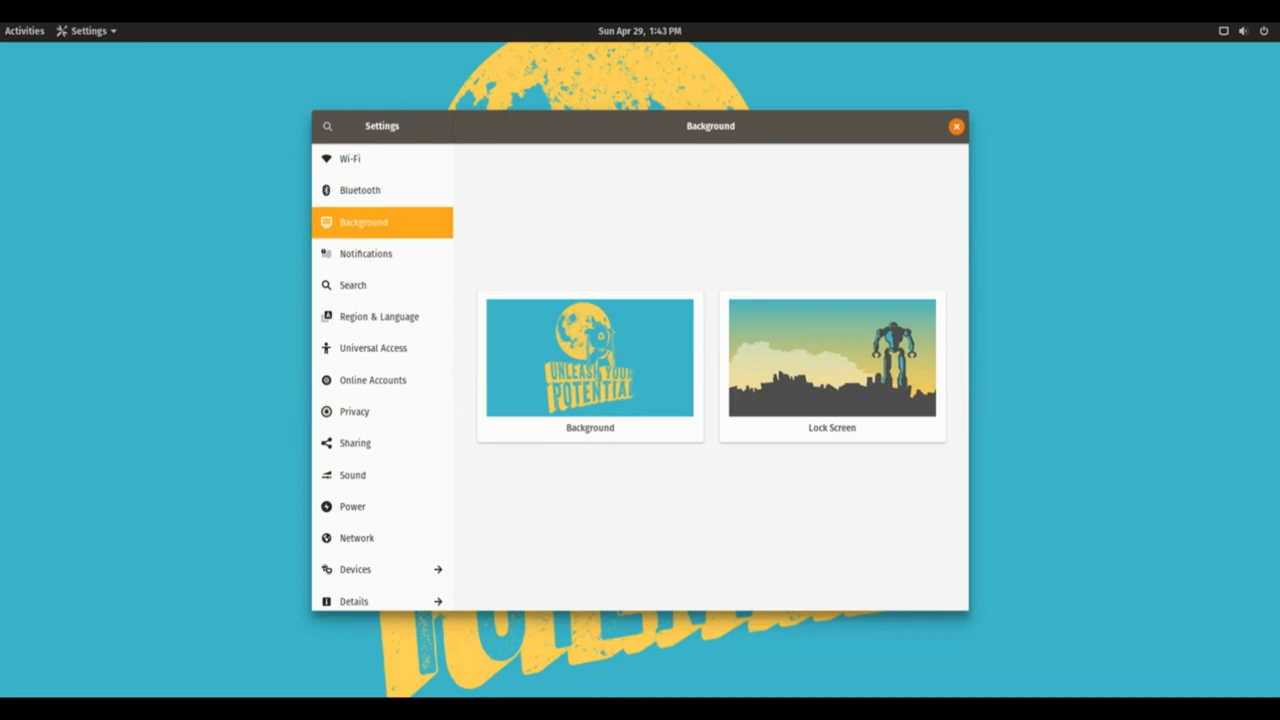 Activities Settings Sun Apr 29, 1:43 PM
Settings Background
Wi-Fi
Bluetooth
Background
Notifications
Search
Region & Language
Universal Access
Online Accounts
Privacy
Sharing
Sound
Power
Network
Devices
Details
UNLEASH YOUR
POTENTIAL
Background
Lock Screen
POTENTIAL